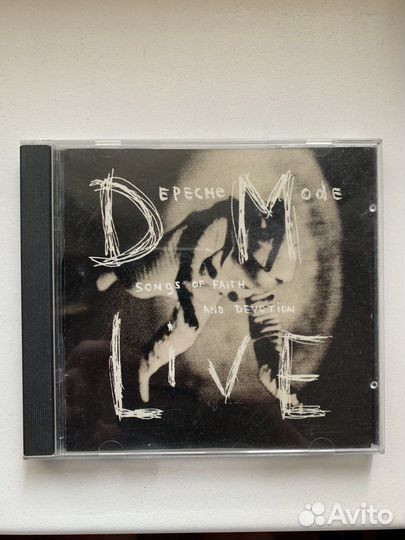 DEPECHE MODE
SONGS OF FAITH
AND DEVOTION
LiVE
Avito